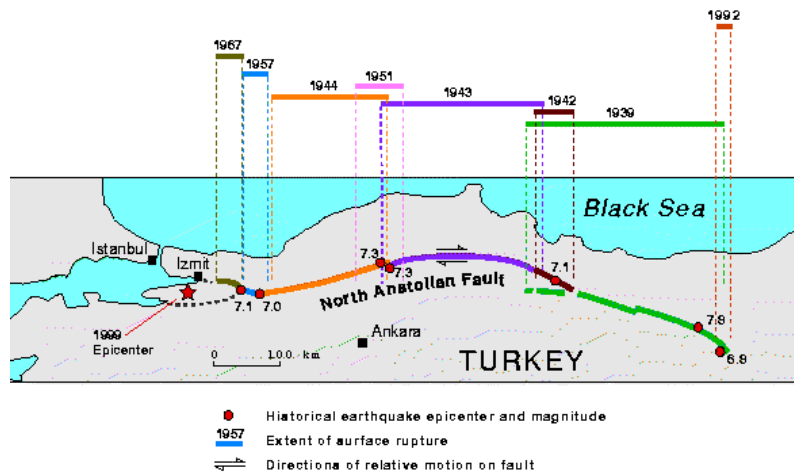 1992
1967
1957
1951
1944
1943
1942
1939
Black Sea
Istanbul
Izmit
7.3
7.3
7.1
North Anatolian Fault
7.1
7.0
7.9
1999
Epicenter
Ankara
6.9
0 100 km
TURKEY
Historical earthquake epicenter and magnitude
1957
Extent of surface rupture
Directions of relative motion on fault